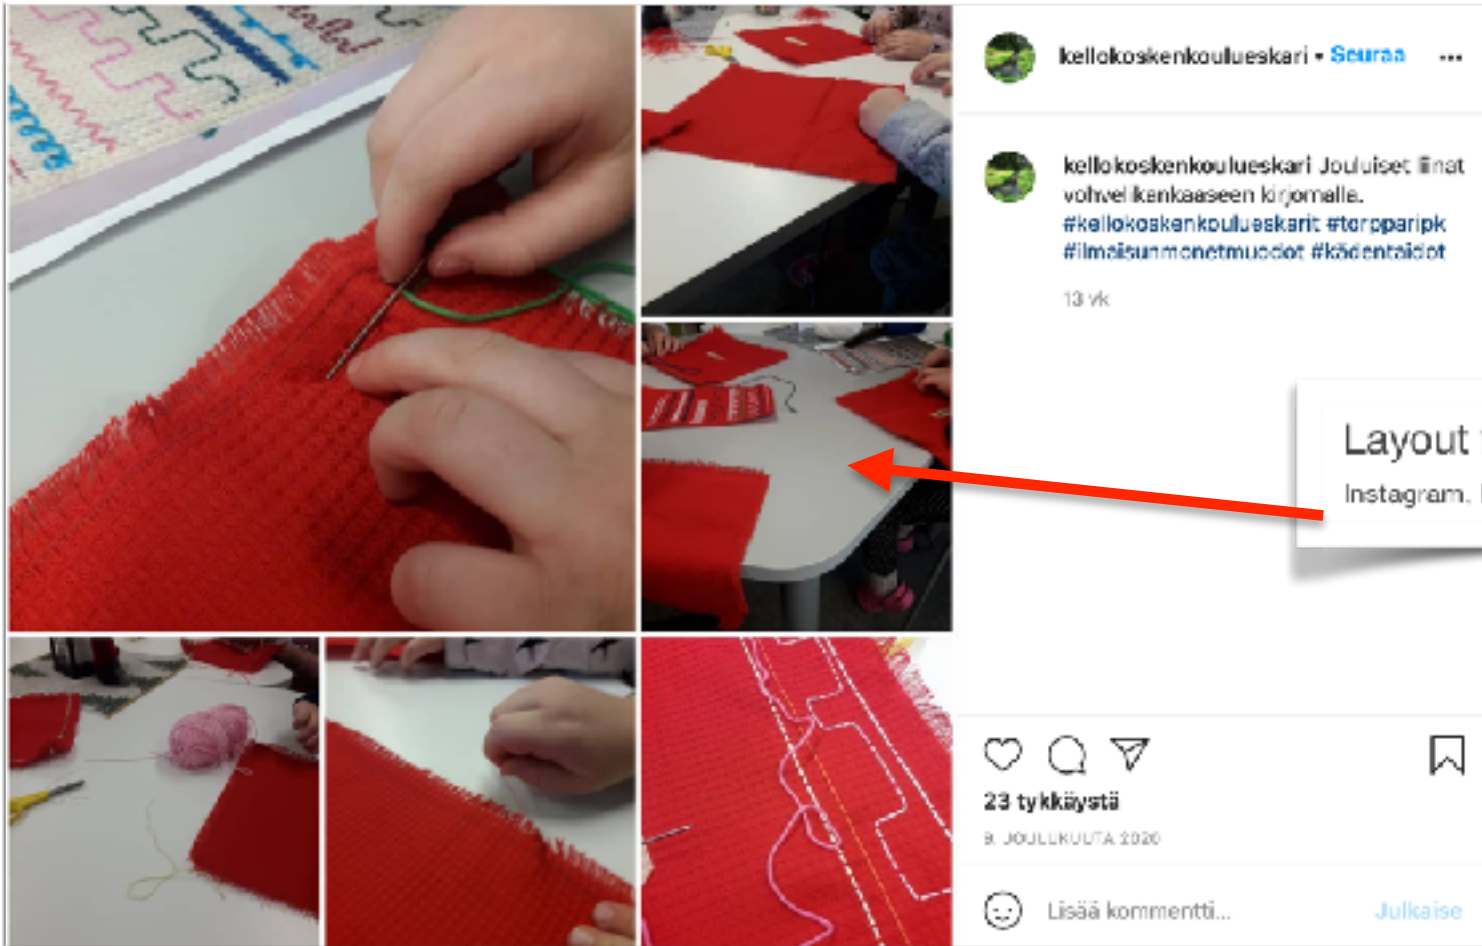 kellokoskenkoulueskari • Seuraa
kellokoskenkoulueskari Jouluiset liinat
vohvelikankaaseen kirjomalla.
#kellokoskenkoulueskarit #torpparipk
#ilmaisunmonetmuodot #kädentaidot
13 vk
Layout
Instagram.
23 tykkäystä
9. JOULUKUUTA 2020
Lisää kommentti... Julkaise